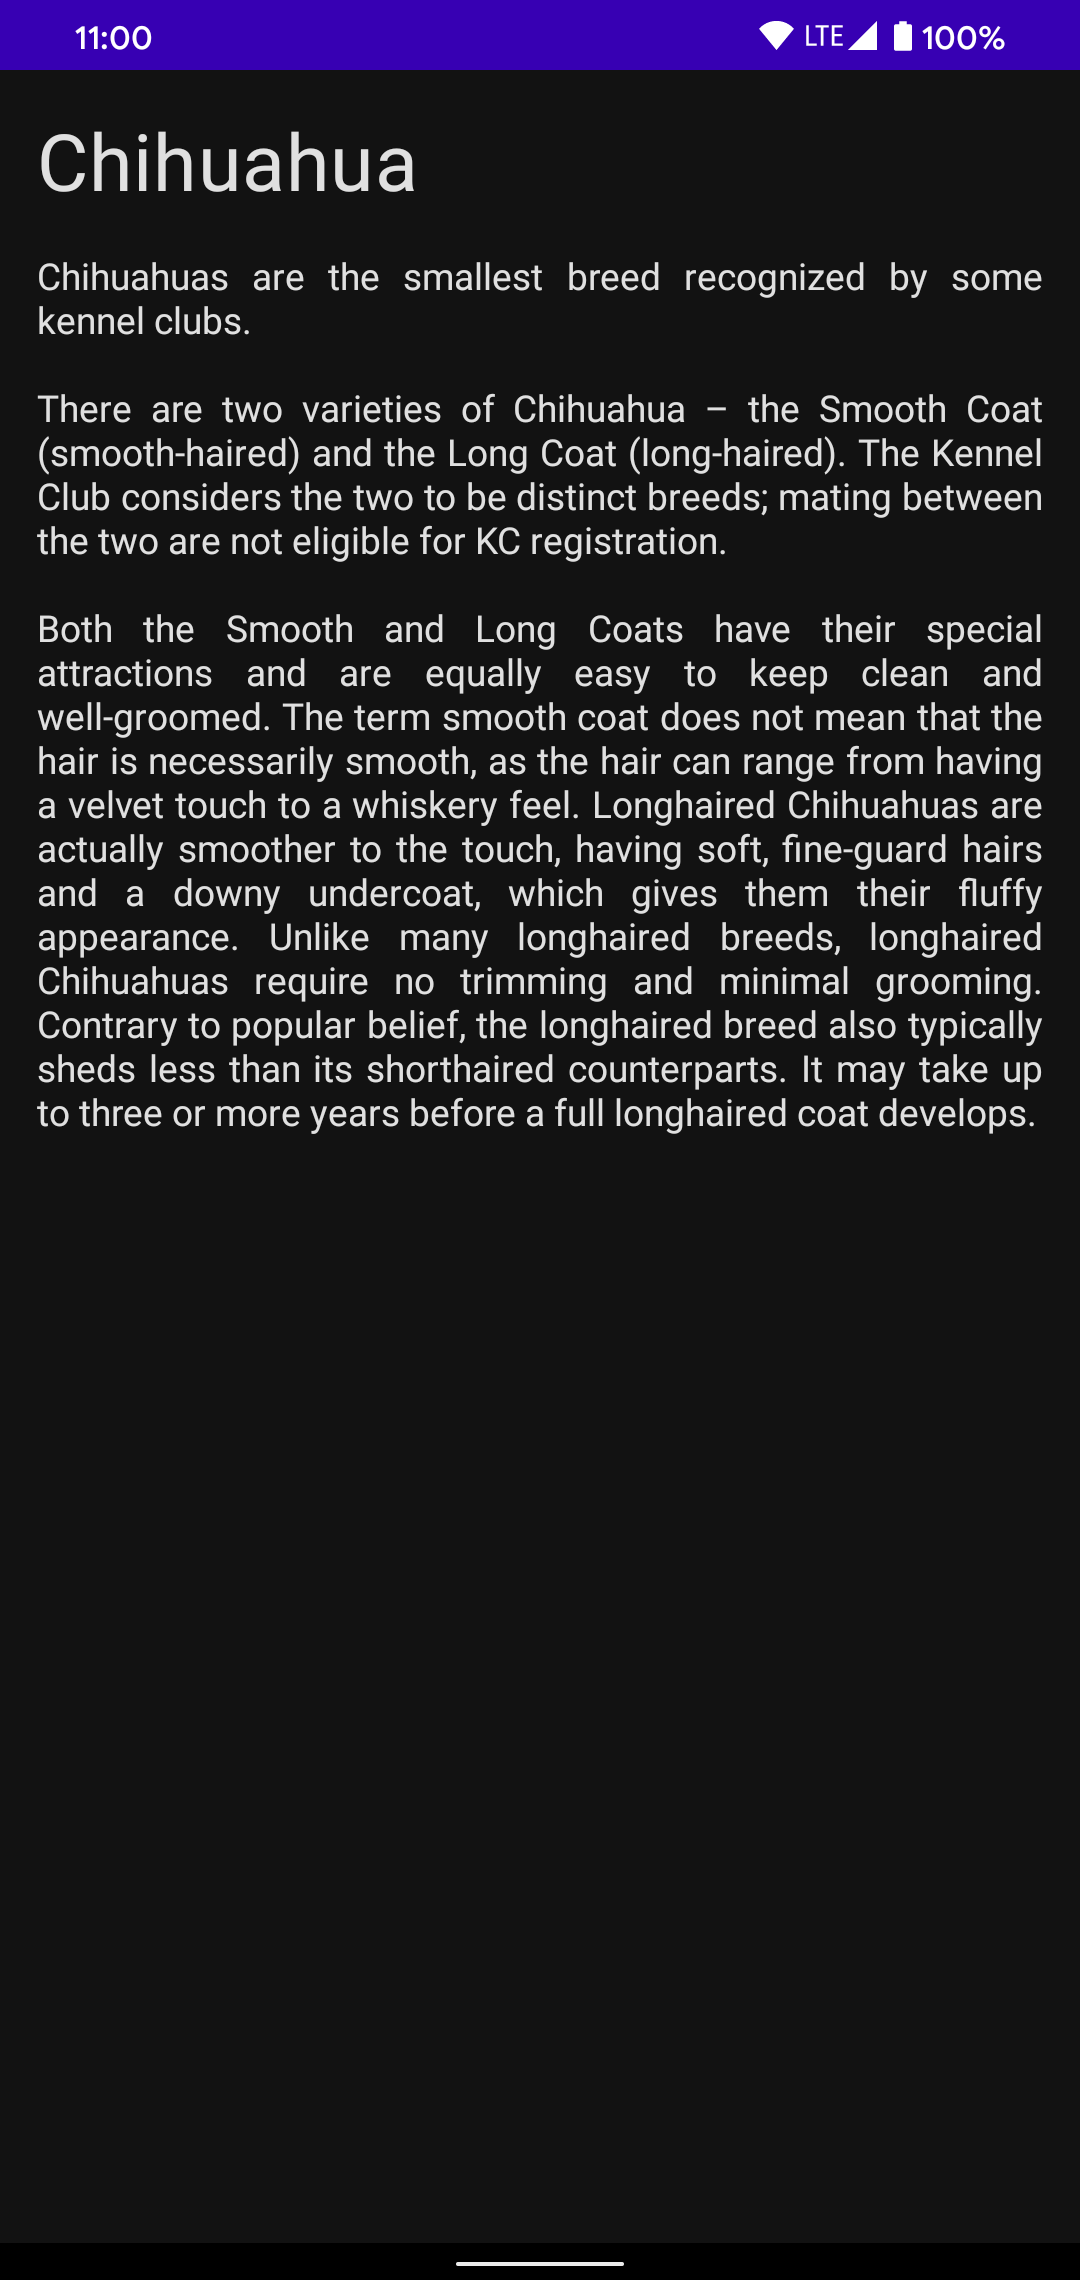 11:00
LTE 100%
Chihuahua
Chihuahuas are the smallest breed recognized by some
kennel clubs.
There are two varieties of Chihuahua – the Smooth Coat
(smooth-haired) and the Long Coat (long-haired). The Kennel
Club considers the two to be distinct breeds; mating between
the two are not eligible for KC registration.
Both the Smooth and Long Coats have their special
attractions and are equally easy to keep clean and
well-groomed. The term smooth coat does not mean that the
hair is necessarily smooth, as the hair can range from having
a velvet touch to a whiskery feel. Longhaired Chihuahuas are
actually smoother to the touch, having soft, fine-guard hairs
and a downy undercoat, which gives them their fluffy
appearance. Unlike many longhaired breeds, longhaired
Chihuahuas require no trimming and minimal grooming.
Contrary to popular belief, the longhaired breed also typically
sheds less than its shorthaired counterparts. It may take up
to three or more years before a full longhaired coat develops.